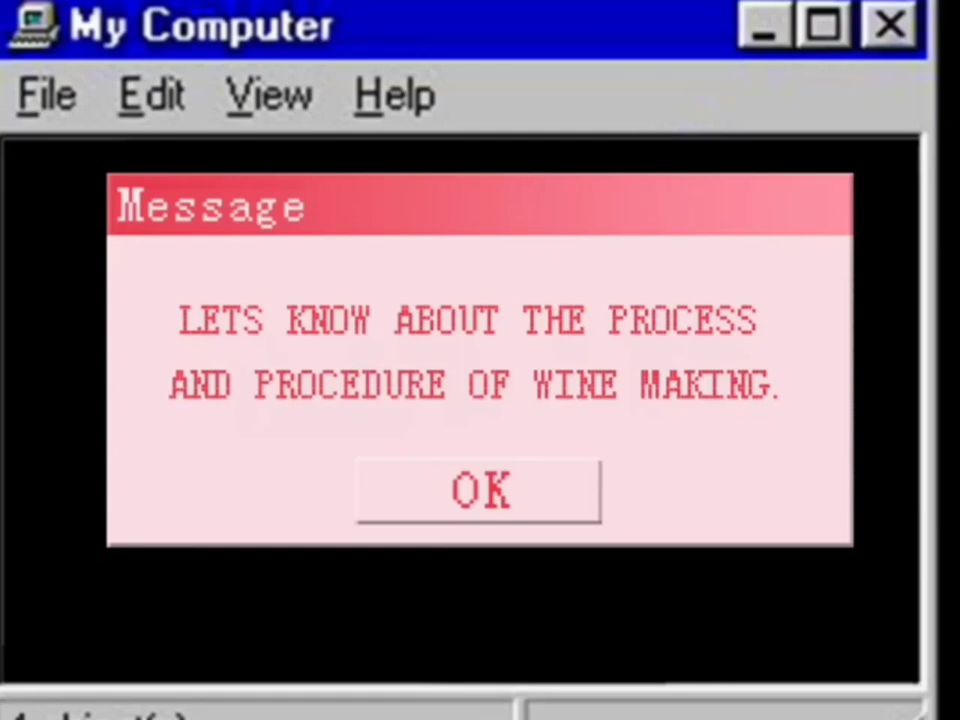 My Computer
File Edit View Help
Message
LETS KNOW ABOUT THE PROCESS
AND PROCEDURE OF WINE MAKING.
OK